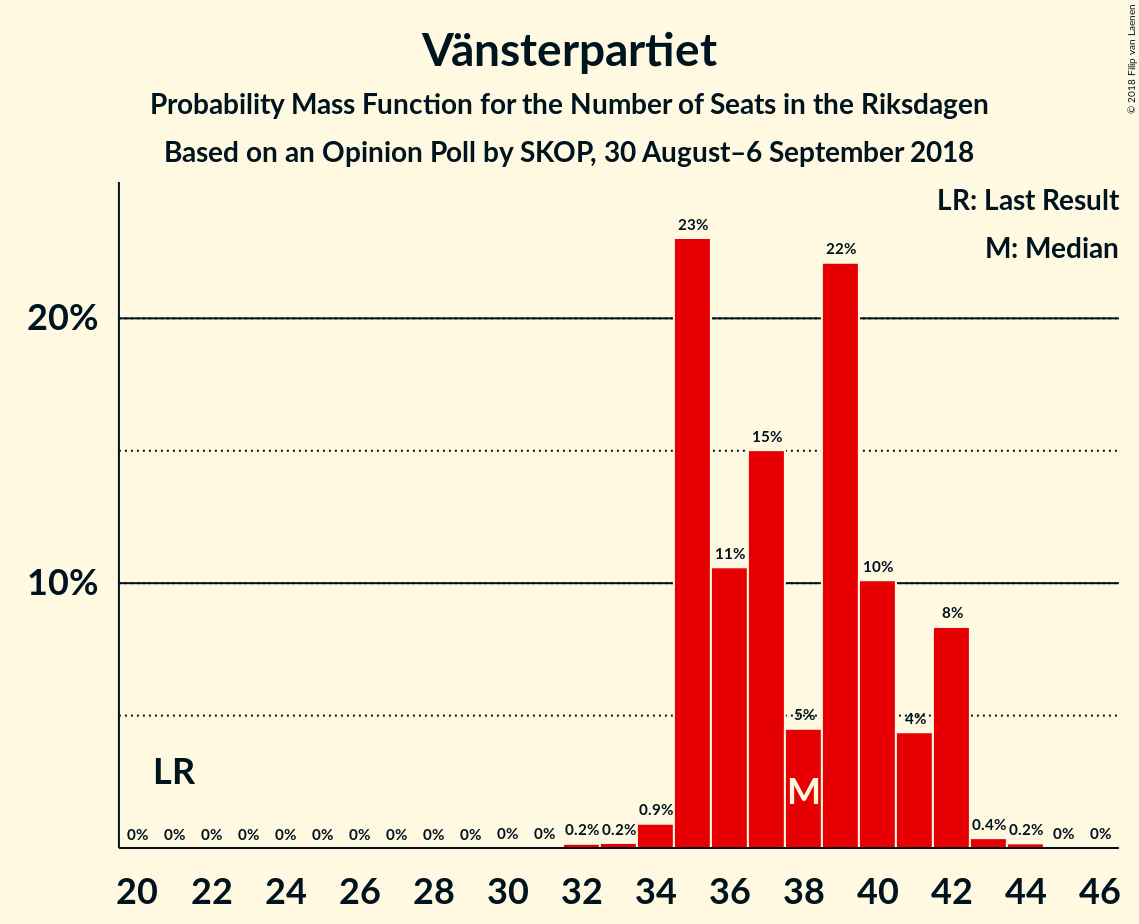 Vänsterpartiet
Probability Mass Function for the Number of Seats in the Riksdagen
Based on an Opinion Poll by SKOP, 30 August–6 September 2018
© 2018 Filip van Laenen
LR: Last Result
M: Median
23%
22%
20%
15%
11%
10%
10%
8%
5%
4%
LR
M
0.9%
0% 0% 0% 0% 0% 0% 0% 0% 0% 0% 0% 0% 0.2% 0.2% 0.4% 0.2% 0% 0%
20 22 24 26 28 30 32 34 36 38 40 42 44 46